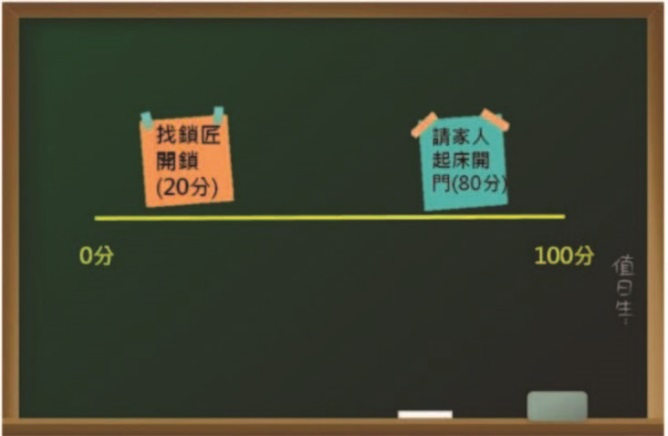 找鎖匠
開鎖
(20分)
請家人
起床開
門(80分)
0分
100分
值日生